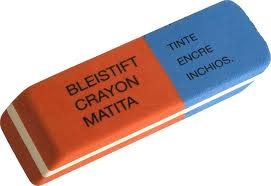 BLEISTIFT
CRAYON
MATITA
TINTE
ENCRE
INCHIOS.